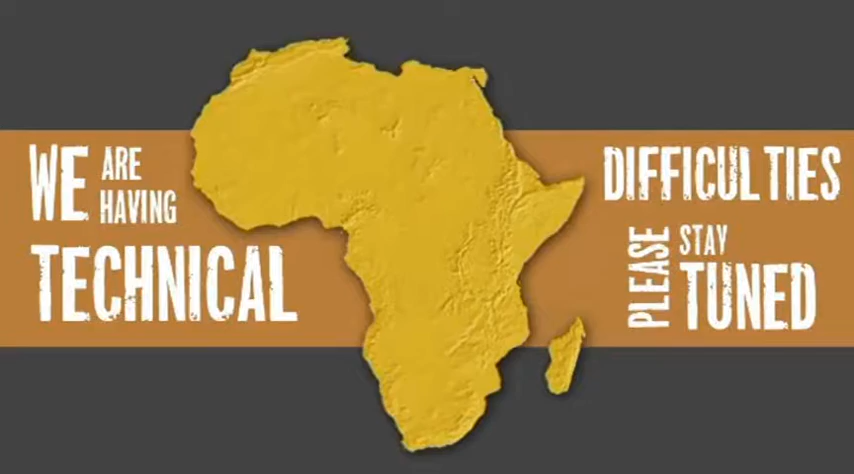 WE ARE
HAVING
TECHNICAL
DIFFICULTIES
PLEASE STAY
TUNED